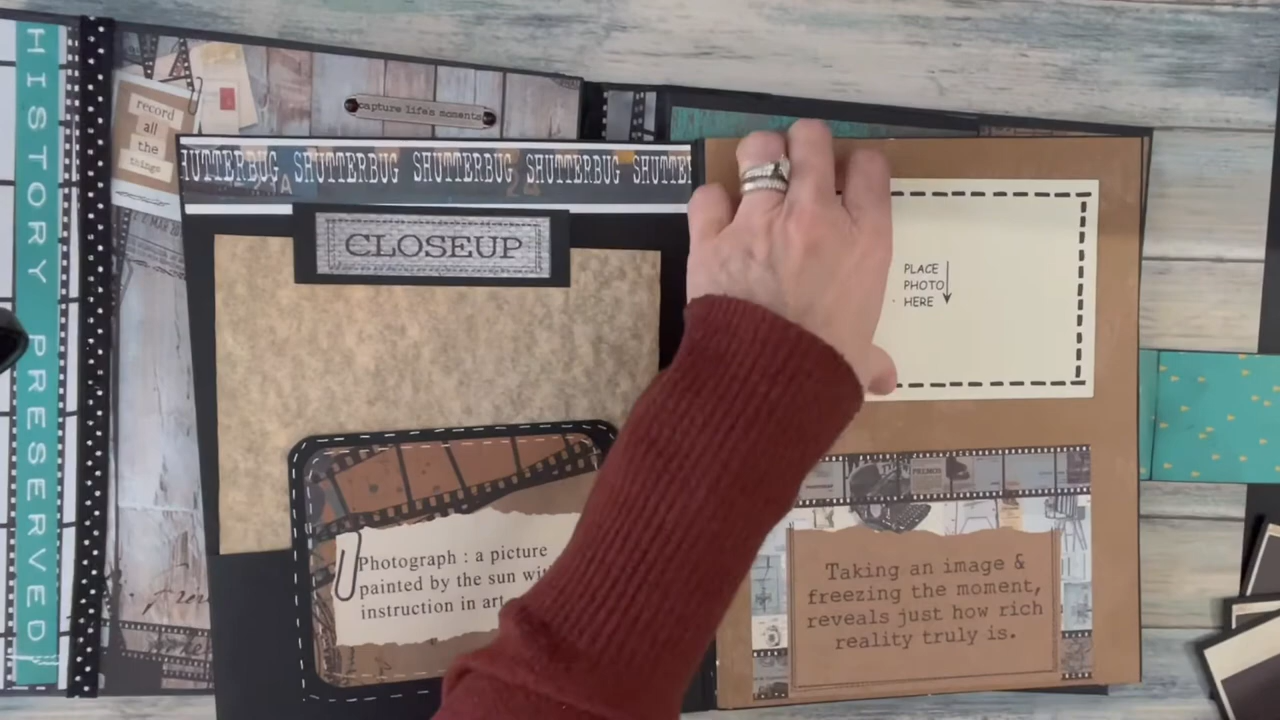 HISTORY PRESERVED
record
all
the
things
capture life's moments
SHUTTERBUG SHUTTERBUG SHUTTERBUG
CLOSEUP
Photograph : a picture
painted by the sun
instruction in art
PLACE
PHOTO
HERE
PREMOS
Taking an image &
freezing the moment,
reveals just how rich
reality truly is.